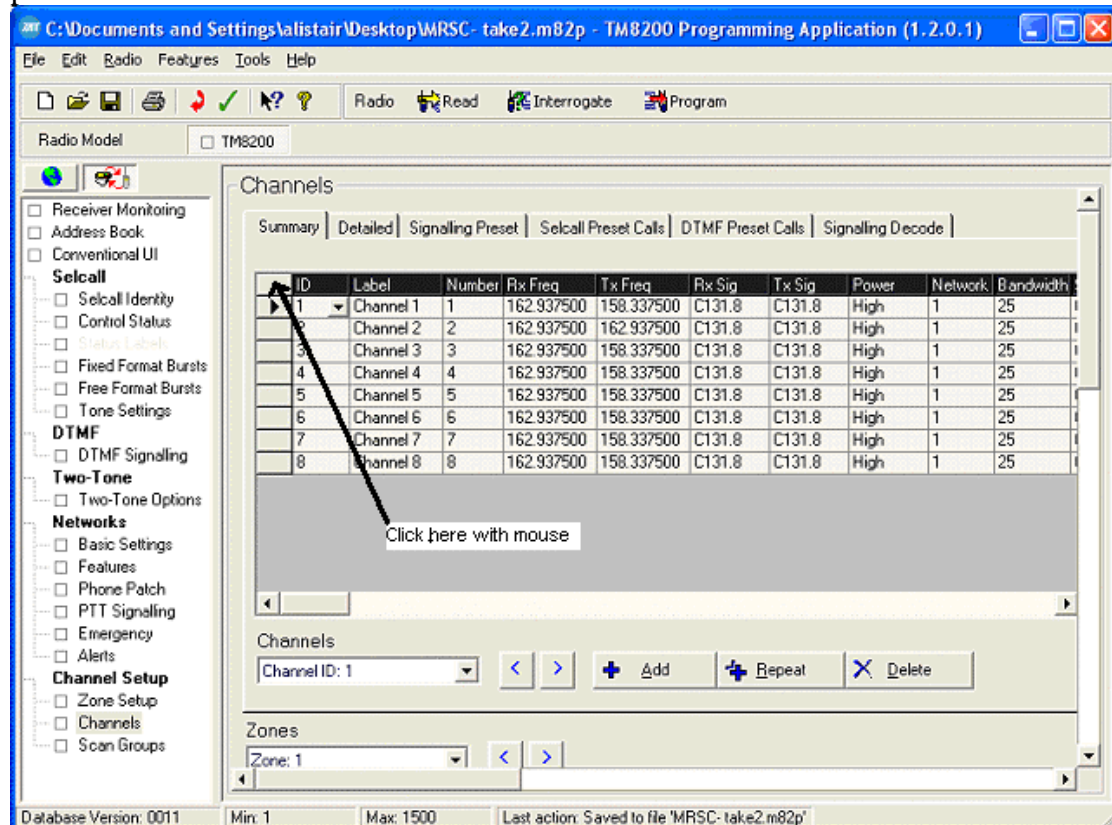 C:\Documents and Settings\alistair\Desktop\MRSC- take2.m82p - TM8200 Programming Application (1.2.0.1)
File Edit Radio Features Tools Help
Radio Read Interrogate Program
Radio Model TM8200
Receiver Monitoring
Address Book
Conventional UI
Selcall
Selcall Identity
Control Status
Status Labels
Fixed Format Bursts
Free Format Bursts
Tone Settings
DTMF
DTMF Signalling
Two-Tone
Two-Tone Options
Networks
Basic Settings
Features
Phone Patch
PTT Signalling
Emergency
Alerts
Channel Setup
Zone Setup
Channels
Scan Groups
Channels
Summary Detailed Signalling Preset Selcall Preset Calls DTMF Preset Calls Signalling Decode
ID Label Number Rx Freq Tx Freq Rx Sig Tx Sig Power Network Bandwidth
1 Channel 1 1 162.937500 158.337500 C131.8 C131.8 High 1 25
Channel 2 2 162.937500 162.937500 C131.8 C131.8 High 1 25
3 Channel 3 3 162.937500 158.337500 C131.8 C131.8 High 1 25
4 Channel 4 4 162.937500 158.337500 C131.8 C131.8 High 1 25
5 Channel 5 5 162.937500 158.337500 C131.8 C131.8 High 1 25
6 Channel 6 6 162.937500 158.337500 C131.8 C131.8 High 1 25
7 Channel 7 7 162.937500 158.337500 C131.8 C131.8 High 1 25
8 Channel 8 8 162.937500 158.337500 C131.8 C131.8 High 1 25
Click here with mouse
Channels
Channel ID: 1 < > Add Repeat Delete
Zones
Zone: 1 < >
Database Version: 0011 Min: 1 Max: 1500 Last action: Saved to file 'MRSC- take2.m82p'